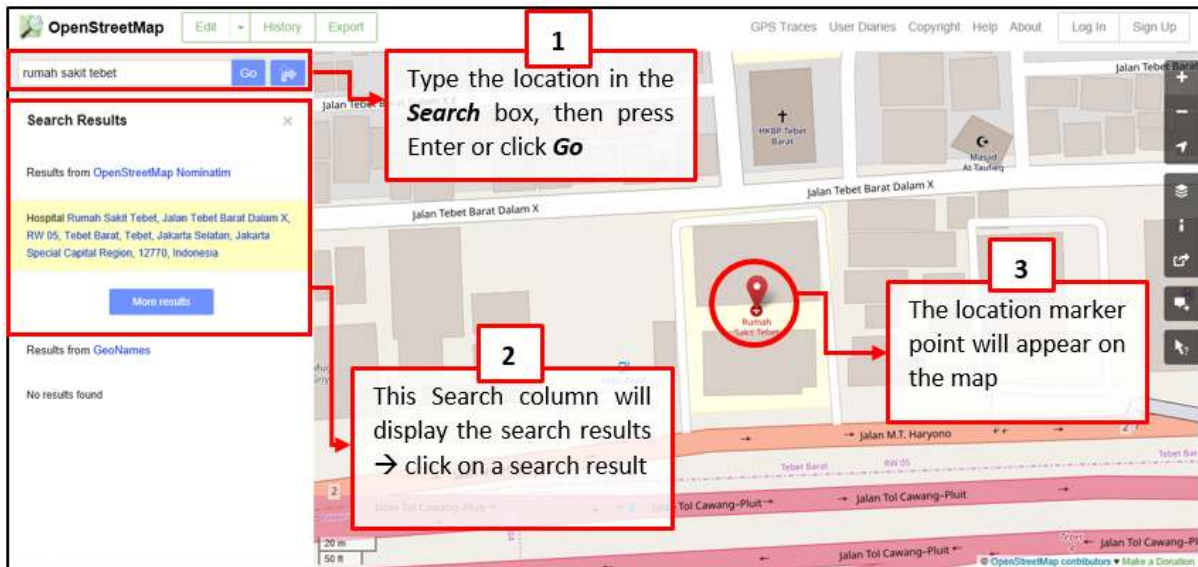 OpenStreetMap
Edit
History
Export
GPS Traces
User Diaries
Copyright
Help
About
Log In
Sign Up
rumah sakit tebet
Go
Search Results
×
Results from OpenStreetMap Nominatim
Hospital Rumah Sakit Tebet, Jalan Tebet Barat Dalam X,
RW 05, Tebet Barat, Tebet, Jakarta Selatan, Jakarta
Special Capital Region, 12770, Indonesia
More results
Results from GeoNames
No results found
1
Type the location in the
Search box, then press
Enter or click Go
2
This Search column will
display the search results
→ click on a search result
3
The location marker
point will appear on
the map
HKBP Tebet
Barat
Masjid
At-Taufieq
Jalan Tebet Barat Dalam X
Jalan Tebet Barat Dalam X
Rumah
Sakit Tebet
→ Jalan M.T. Haryono
Tebet Barat
RW 05
2
Jalan Tol Cawang–Pluit→
Jalan Tol Cawang–Pluit→
→ Jalan Tol Cawang–Pluit
Jalan Tol Cawang–Pluit ←
20 m
50 ft
© OpenStreetMap contributors ♥ Make a Donation